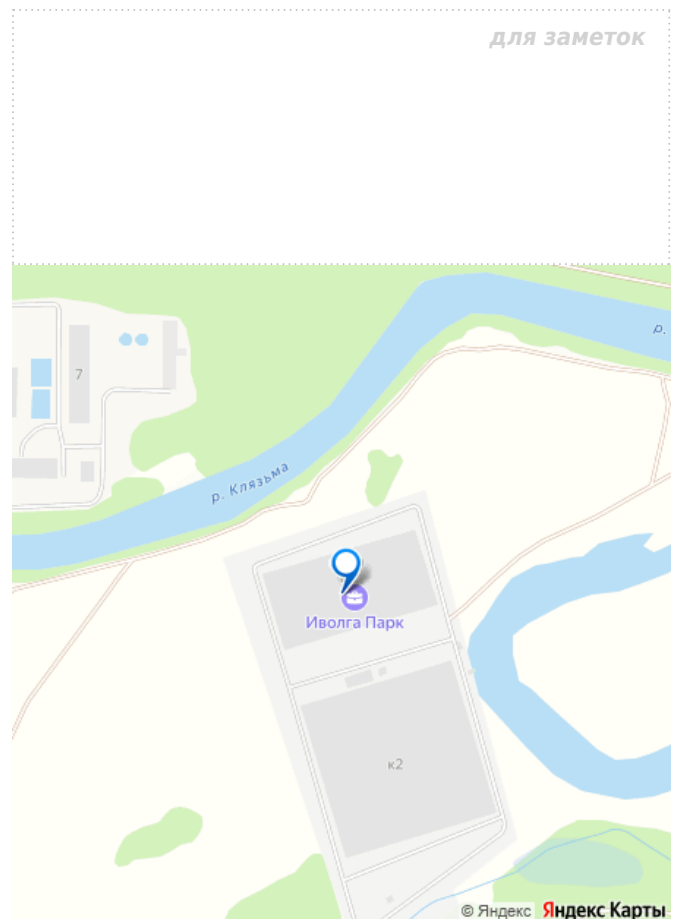 для заметок
р.
7
р. Клязьма
Иволга Парк
к2
© Яндекс Яндекс Карты